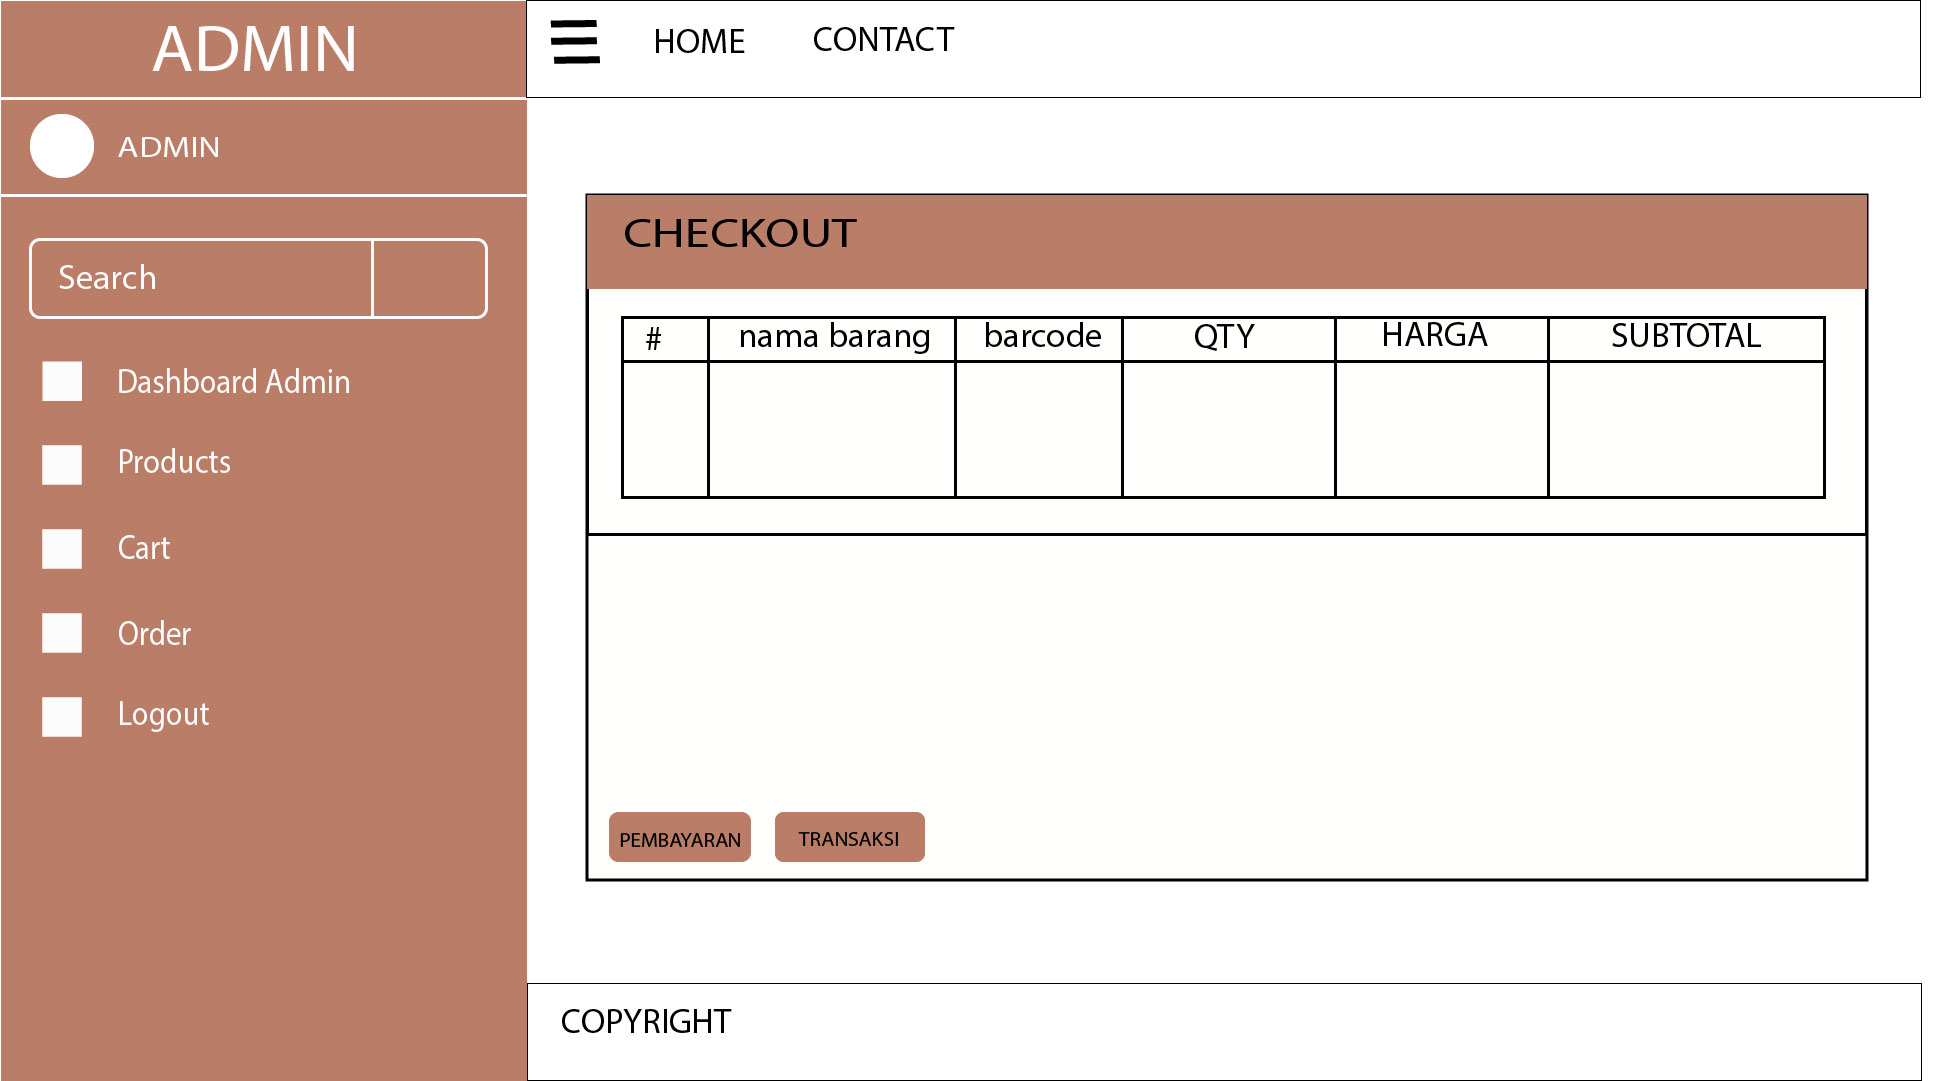 ADMIN
HOME CONTACT
ADMIN
Search
Dashboard Admin
Products
Cart
Order
Logout
CHECKOUT
# nama barang barcode QTY HARGA SUBTOTAL
PEMBAYARAN TRANSAKSI
COPYRIGHT